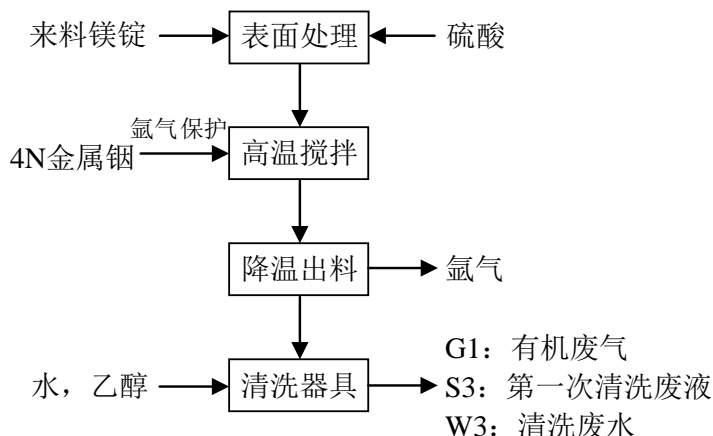 来料镁锭
表面处理
硫酸
氩气保护
4N金属铟
高温搅拌
降温出料
氩气
水，乙醇
清洗器具
G1：有机废气
S3：第一次清洗废液
W3：清洗废水